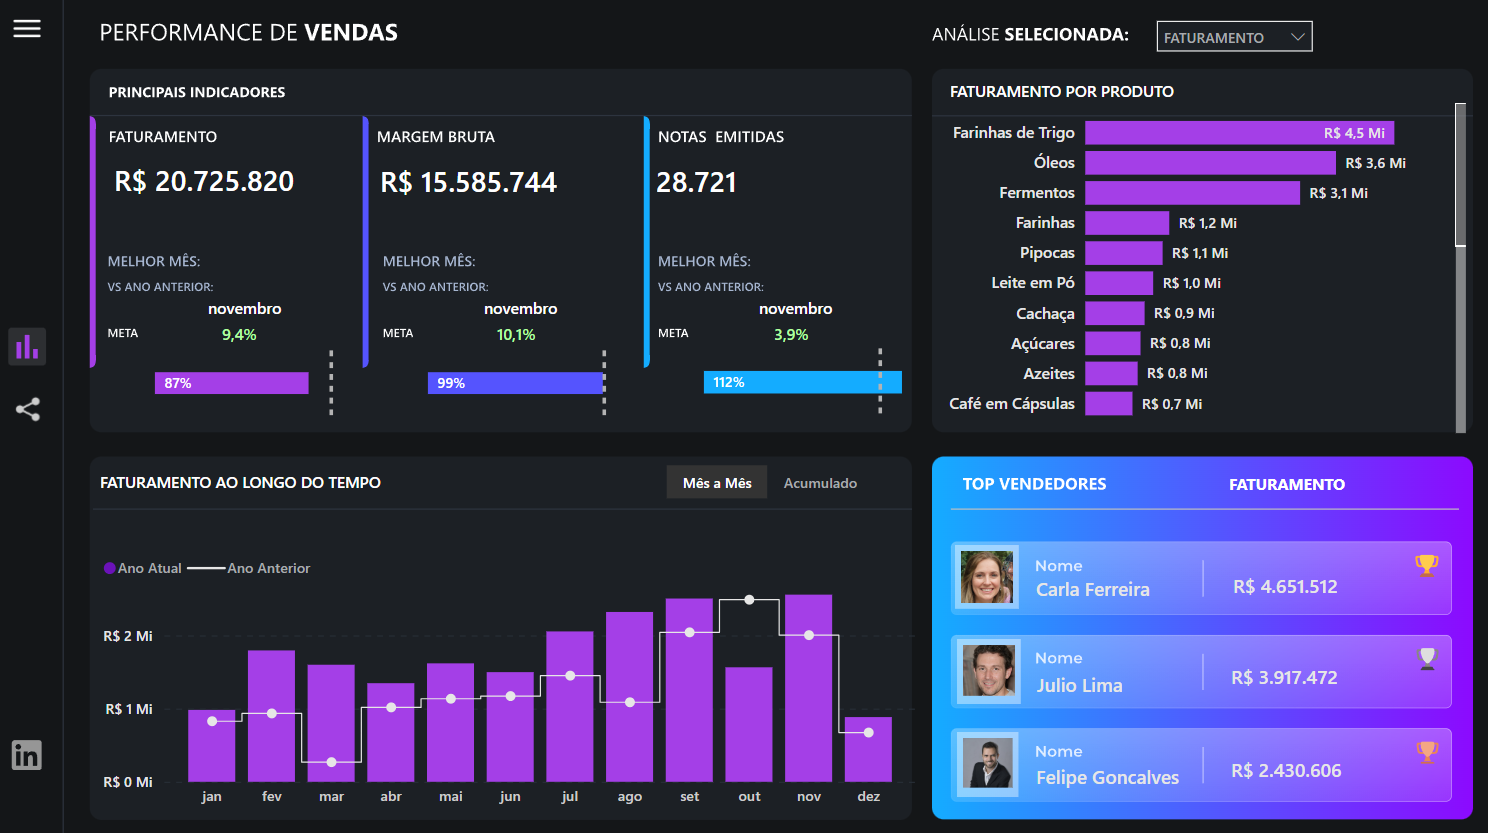 PERFORMANCE DE VENDAS
ANÁLISE SELECIONADA:
FATURAMENTO
PRINCIPAIS INDICADORES
FATURAMENTO
R$ 20.725.820
MELHOR MÊS:
VS ANO ANTERIOR:
novembro
META
9,4%
87%
MARGEM BRUTA
R$ 15.585.744
MELHOR MÊS:
VS ANO ANTERIOR:
novembro
META
10,1%
99%
NOTAS EMITIDAS
28.721
MELHOR MÊS:
VS ANO ANTERIOR:
novembro
META
3,9%
112%
FATURAMENTO POR PRODUTO
Farinhas de Trigo R$ 4,5 Mi
Óleos R$ 3,6 Mi
Fermentos R$ 3,1 Mi
Farinhas R$ 1,2 Mi
Pipocas R$ 1,1 Mi
Leite em Pó R$ 1,0 Mi
Cachaça R$ 0,9 Mi
Açúcares R$ 0,8 Mi
Azeites R$ 0,8 Mi
Café em Cápsulas R$ 0,7 Mi
FATURAMENTO AO LONGO DO TEMPO
Mês a Mês Acumulado
Ano Atual Ano Anterior
R$ 2 Mi
R$ 1 Mi
R$ 0 Mi
jan fev mar abr mai jun jul ago set out nov dez
TOP VENDEDORES FATURAMENTO
Nome
Carla Ferreira
R$ 4.651.512
Nome
Julio Lima
R$ 3.917.472
Nome
Felipe Goncalves
R$ 2.430.606
in